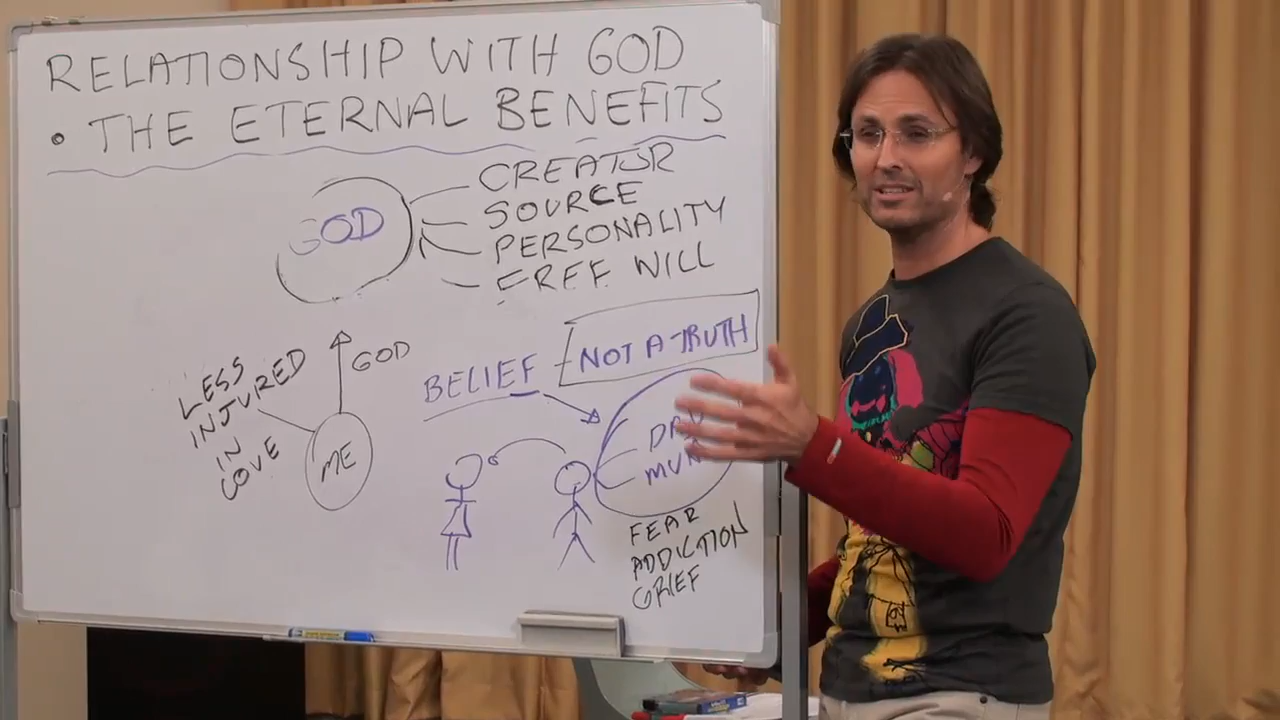 RELATIONSHIP WITH GOD
• THE ETERNAL BENEFITS
GOD
CREATOR
SOURCE
PERSONALITY
FREE WILL
LESS
INJURED
IN
LOVE
GOD
ME
BELIEF
NOT A TRUTH
FEAR
ADDICTION
GRIEF